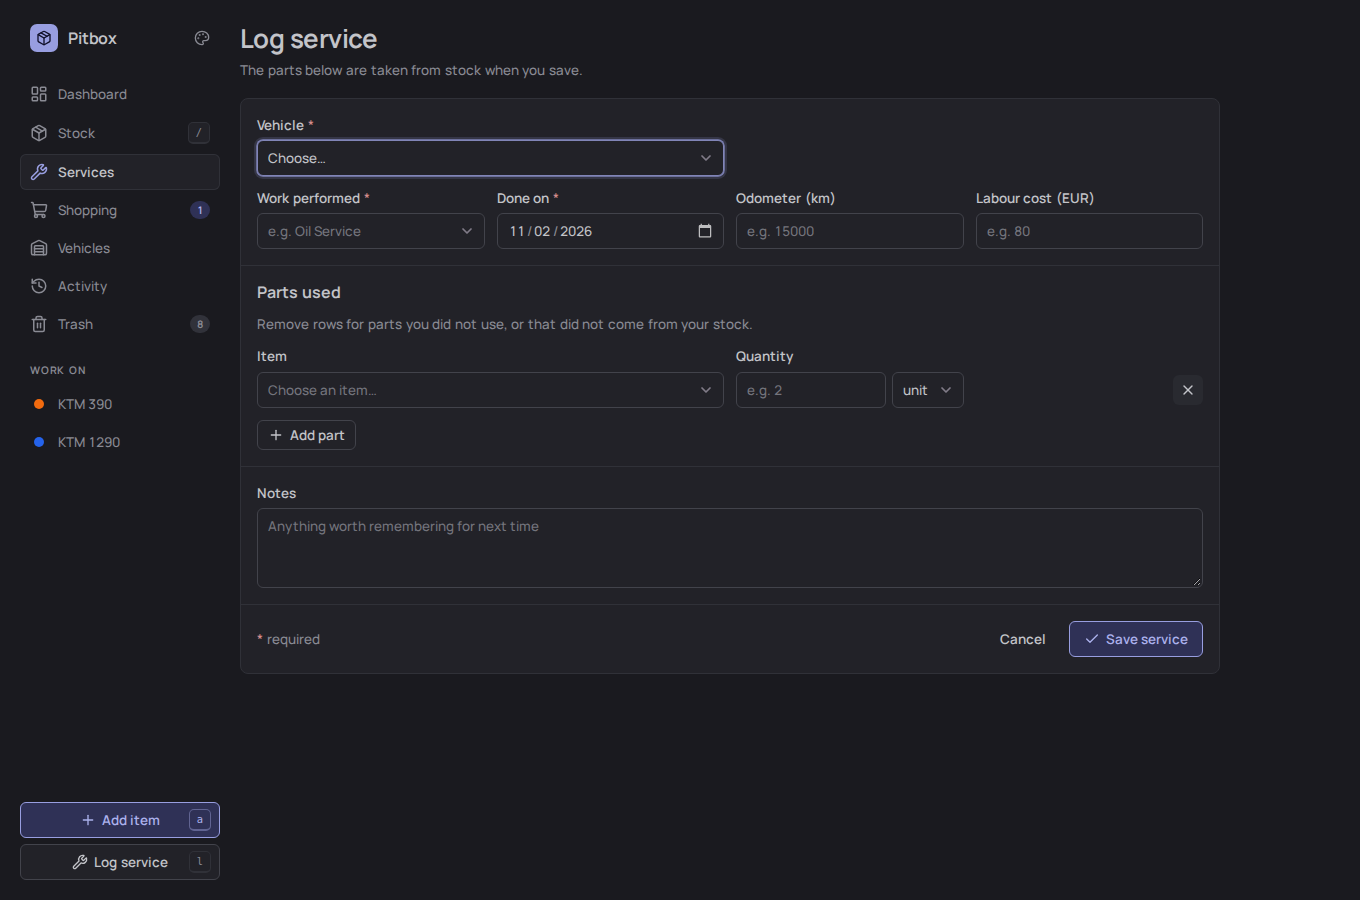 Pitbox
Dashboard
Stock /
Services
Shopping 1
Vehicles
Activity
Trash 8
WORK ON
KTM 390
KTM 1290
Add item a
Log service l
Log service
The parts below are taken from stock when you save.
Vehicle *
Choose...
Work performed * Done on * Odometer (km) Labour cost (EUR)
e.g. Oil Service 11/02/2026 e.g. 15000 e.g. 80
Parts used
Remove rows for parts you did not use, or that did not come from your stock.
Item Quantity
Choose an item... e.g. 2 unit
Add part
Notes
Anything worth remembering for next time
* required Cancel Save service